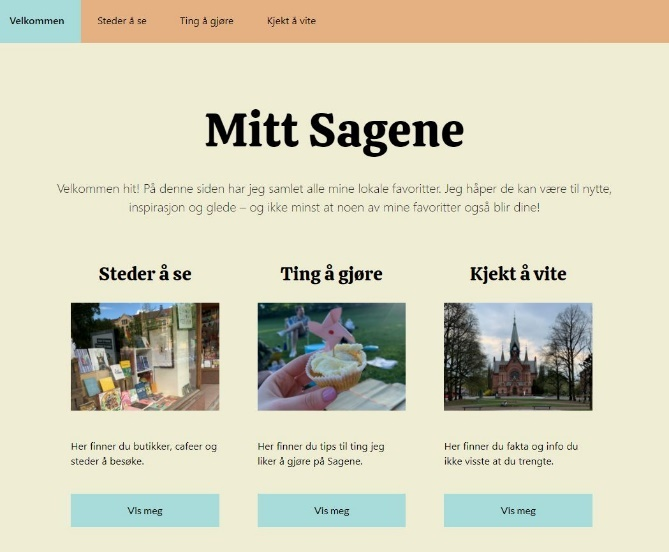 Velkommen Steder å se Ting å gjøre Kjekt å vite
Mitt Sagene
Velkommen hit! På denne siden har jeg samlet alle mine lokale favoritter. Jeg håper de kan være til nytte,
inspirasjon og glede – og ikke minst at noen av mine favoritter også blir dine!
Steder å se Ting å gjøre Kjekt å vite
Her finner du butikker, cafeer og
steder å besøke.
Her finner du tips til ting jeg
liker å gjøre på Sagene.
Her finner du fakta og info du
ikke visste at du trengte.
Vis meg Vis meg Vis meg